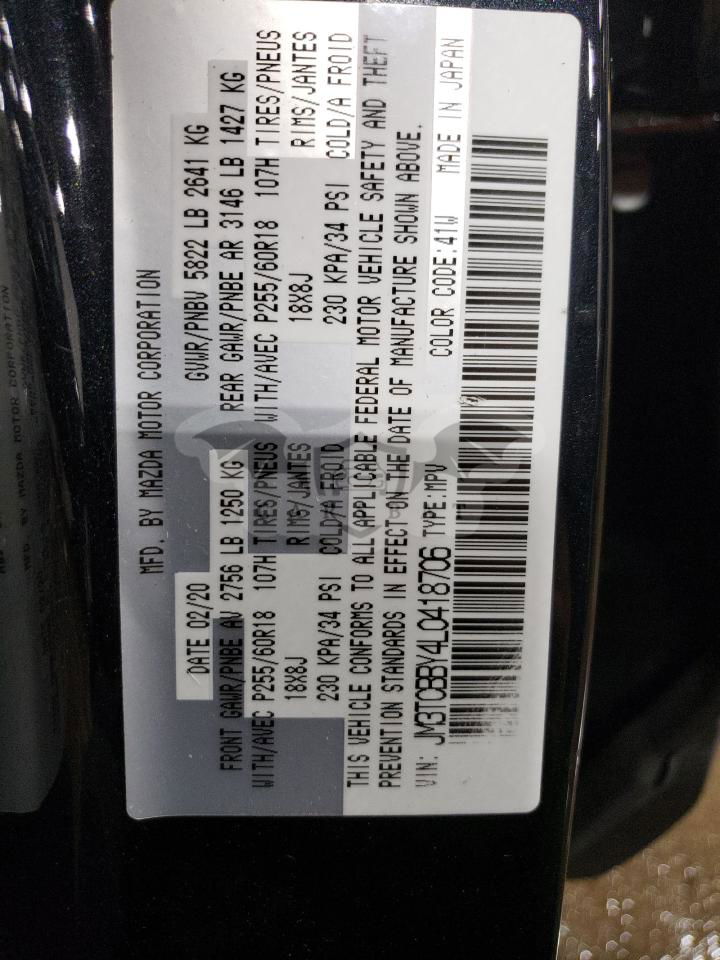 MFD. BY MAZDA MOTOR CORPORATION
DATE 02/20 GVWR/PNBV 5822 LB 2641 KG
FRONT GAWR/PNBE AV 2756 LB 1250 KG REAR GAWR/PNBE AR 3146 LB 1427 KG
WITH/AVEC P255/60R18 107H TIRES/PNEUS WITH/AVEC P255/60R18 107H TIRES/PNEUS
18X8J RIMS/JANTES 18X8J RIMS/JANTES
230 KPA/34 PSI COLD/A FROID 230 KPA/34 PSI COLD/A FROID
THIS VEHICLE CONFORMS TO ALL APPLICABLE FEDERAL MOTOR VEHICLE SAFETY AND THEFT
PREVENTION STANDARDS IN EFFECT ON THE DATE OF MANUFACTURE SHOWN ABOVE.
VIN: JM3TCBBY4L0418706 TYPE:MPV COLOR CODE:41W MADE IN JAPAN